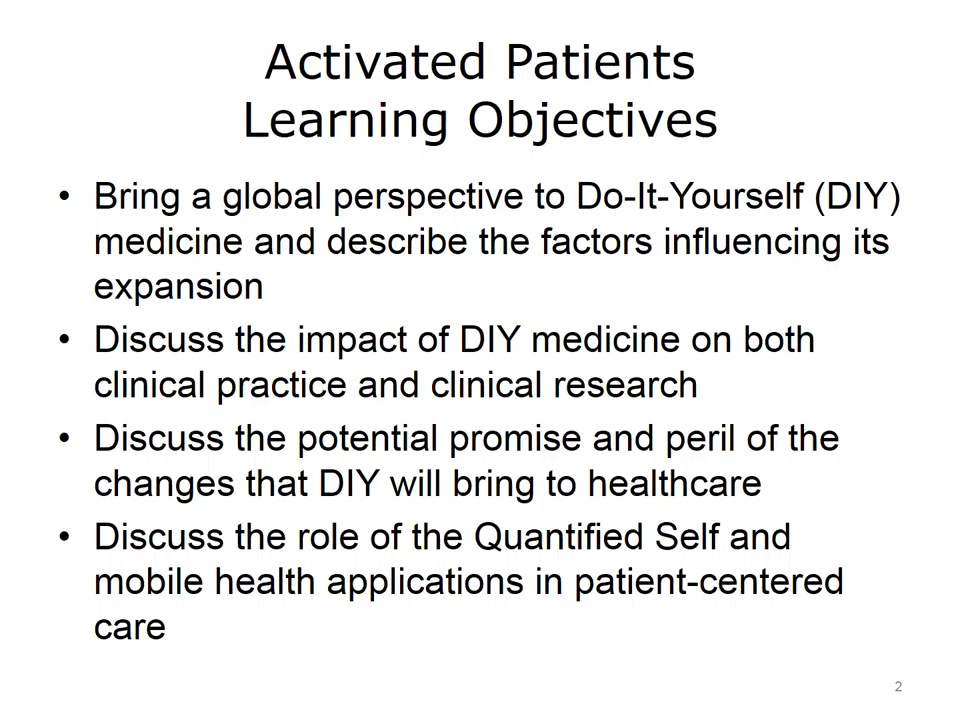 Activated Patients
Learning Objectives
• Bring a global perspective to Do-It-Yourself (DIY)
medicine and describe the factors influencing its
expansion
• Discuss the impact of DIY medicine on both
clinical practice and clinical research
• Discuss the potential promise and peril of the
changes that DIY will bring to healthcare
• Discuss the role of the Quantified Self and
mobile health applications in patient-centered
care
2